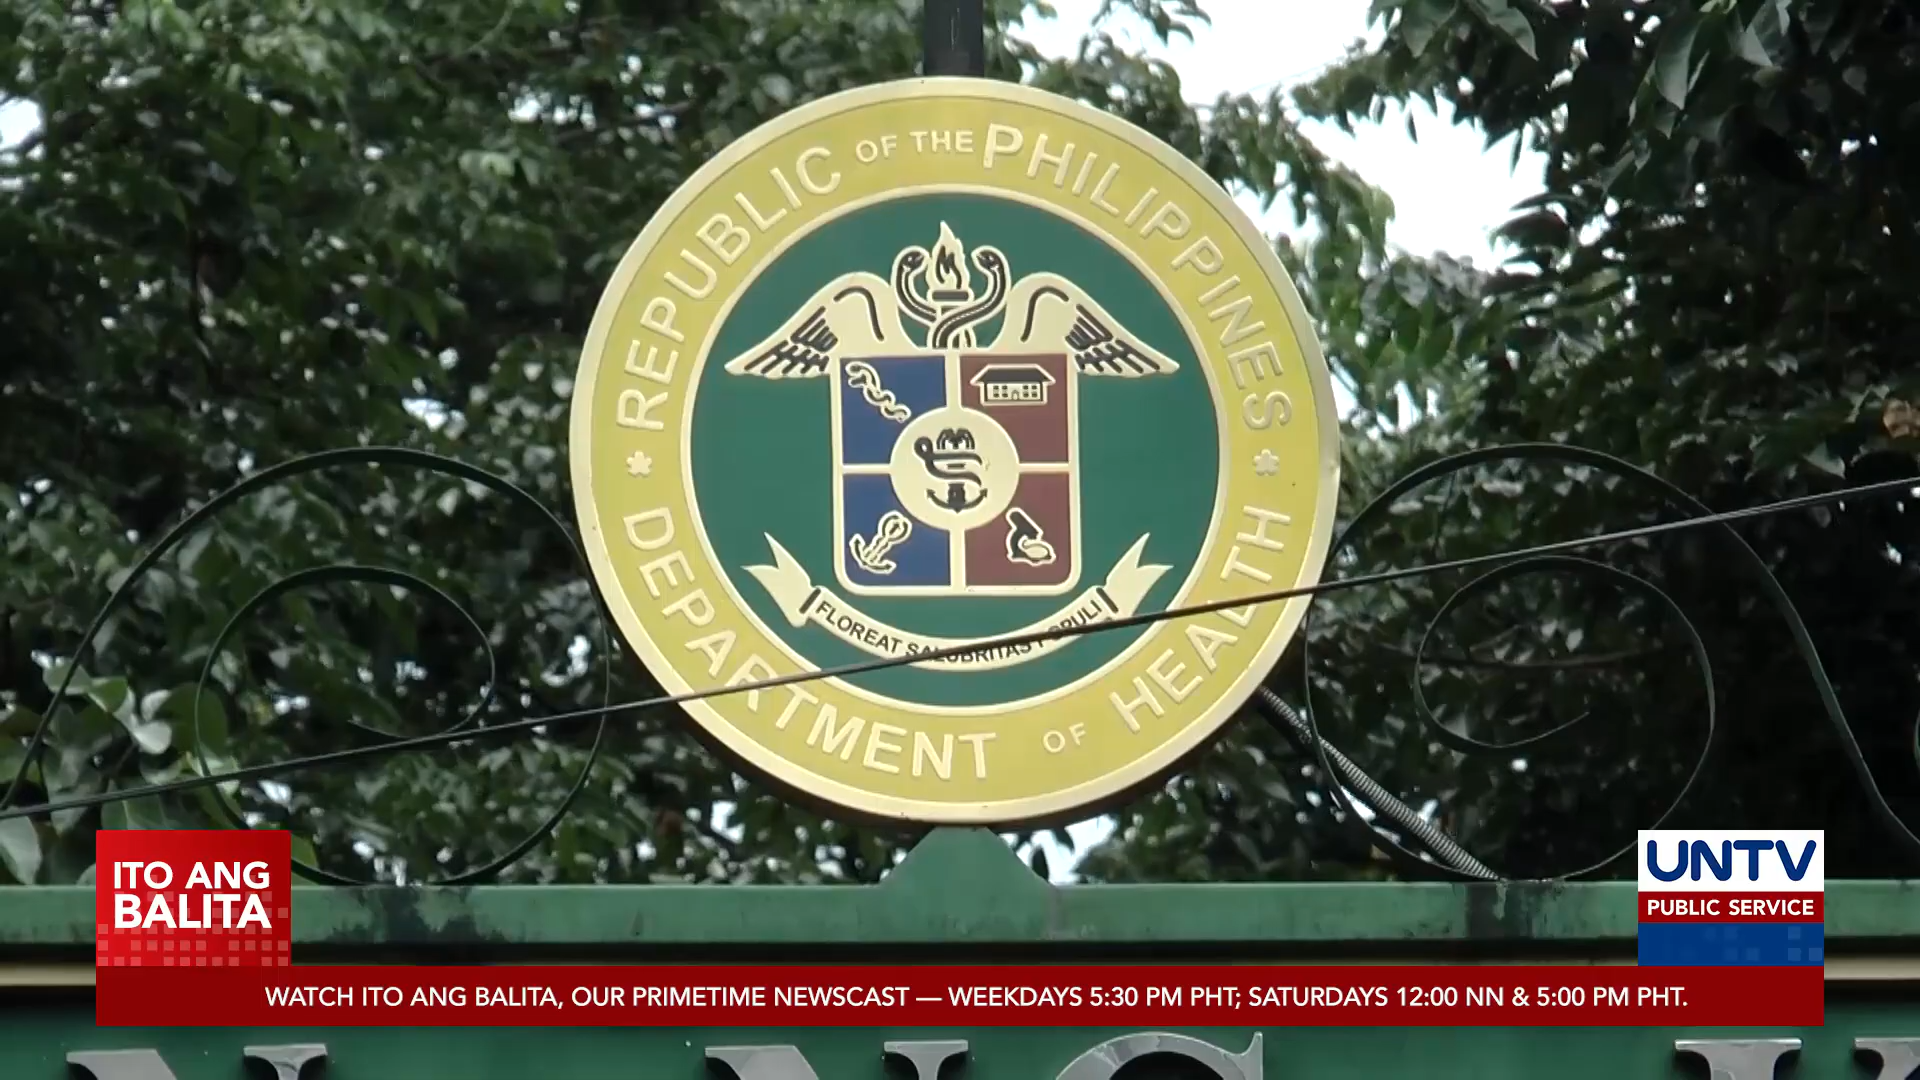 REPUBLIC OF THE PHILIPPINES
DEPARTMENT OF HEALTH
FLOREAT SALUBRITAS POPULI
ITO ANG
BALITA
UNTV
PUBLIC SERVICE
WATCH ITO ANG BALITA, OUR PRIMETIME NEWSCAST — WEEKDAYS 5:30 PM PHT; SATURDAYS 12:00 NN & 5:00 PM PHT.